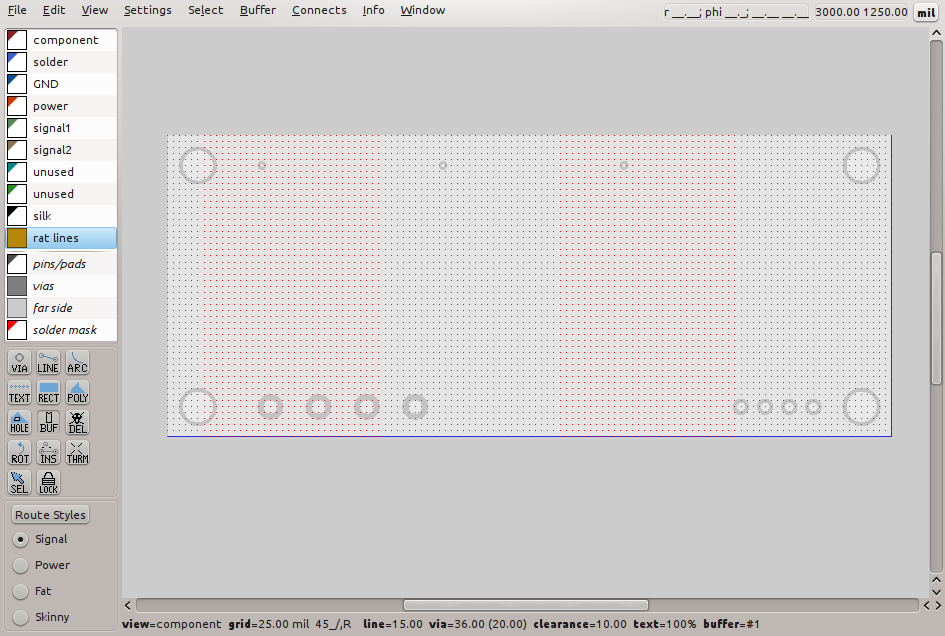 File Edit View Settings Select Buffer Connects Info Window
r __.__; phi __._; __.__ __.__ 3000.00 1250.00 mil
component
solder
GND
power
signal1
signal2
unused
unused
silk
rat lines
pins/pads
vias
far side
solder mask
VIA LINE ARC
TEXT RECT POLY
HOLE BUF DEL
ROT INS THRM
SEL LOCK
Route Styles
Signal
Power
Fat
Skinny
view=component grid=25.00 mil 45_/,R line=15.00 via=36.00 (20.00) clearance=10.00 text=100% buffer=#1